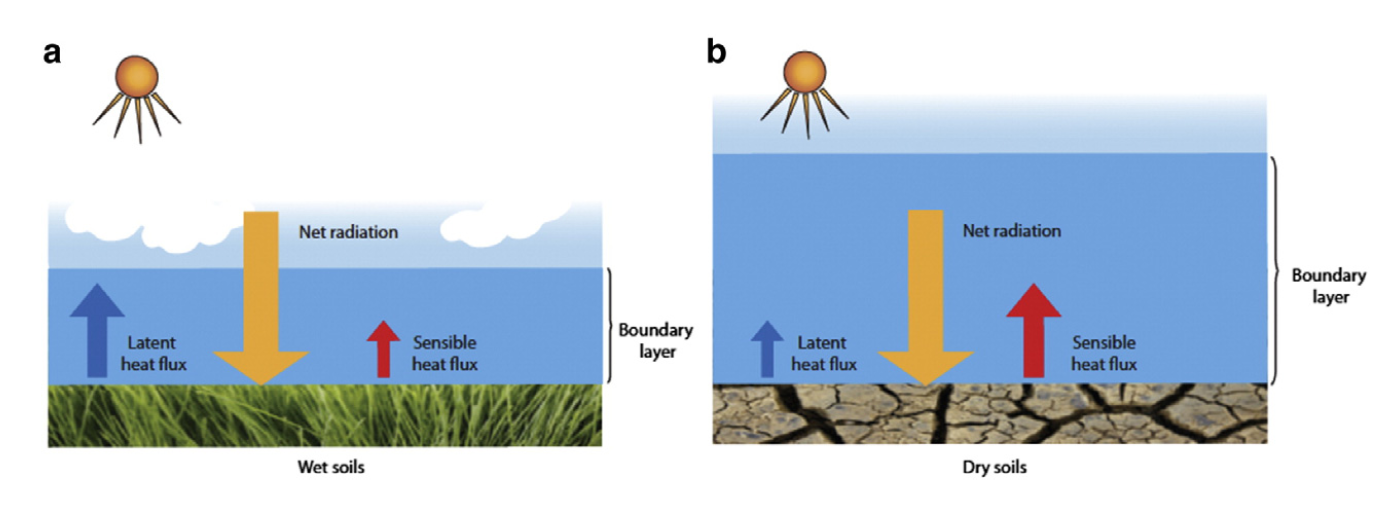 a
Net radiation
Latent
heat flux
Sensible
heat flux
Boundary
layer
Wet soils
b
Net radiation
Latent
heat flux
Sensible
heat flux
Boundary
layer
Dry soils